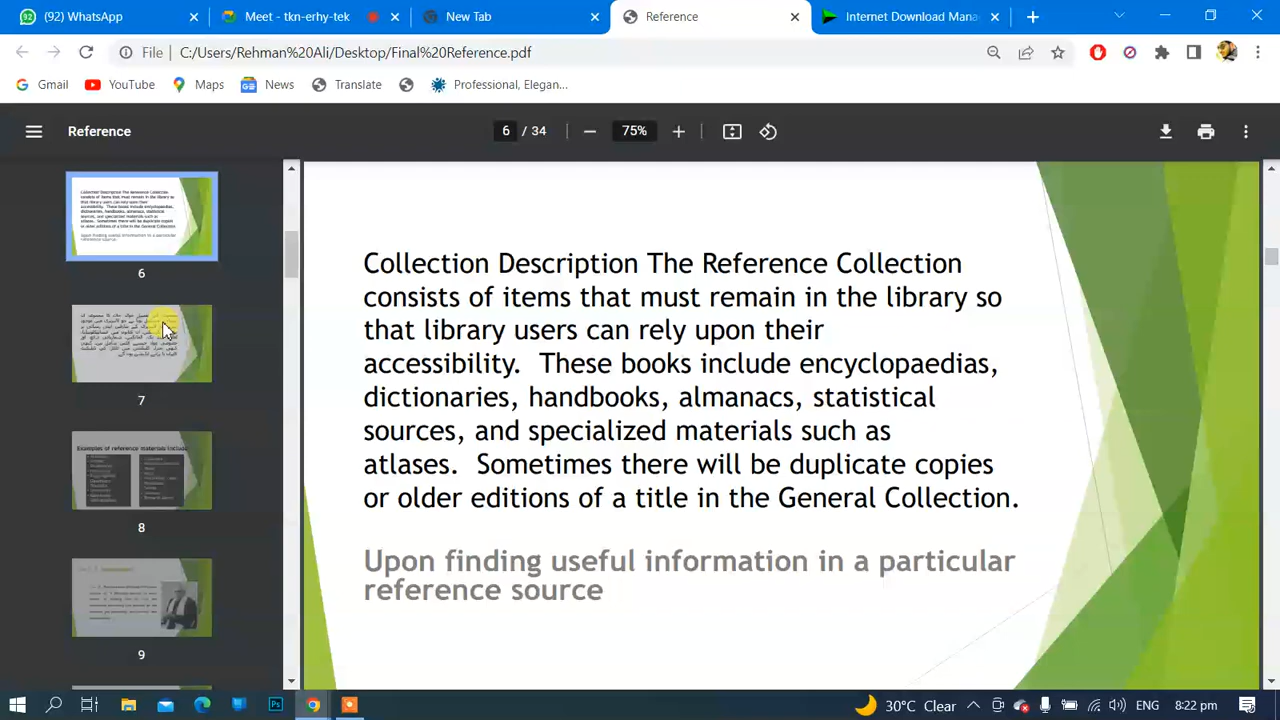 (92) WhatsApp
Meet - tkn-erhy-tek
New Tab
Reference
Internet Download Mana
File
C:/Users/Rehman%20Ali/Desktop/Final%20Reference.pdf
Gmail
YouTube
Maps
News
Translate
Professional, Elegan...
Reference
6 / 34
75%
6
7
Examples of reference materials include
8
9
Collection Description The Reference Collection
consists of items that must remain in the library so
that library users can rely upon their
accessibility. These books include encyclopaedias,
dictionaries, handbooks, almanacs, statistical
sources, and specialized materials such as
atlases. Sometimes there will be duplicate copies
or older editions of a title in the General Collection.
Upon finding useful information in a particular
reference source
30°C Clear
ENG
8:22 pm